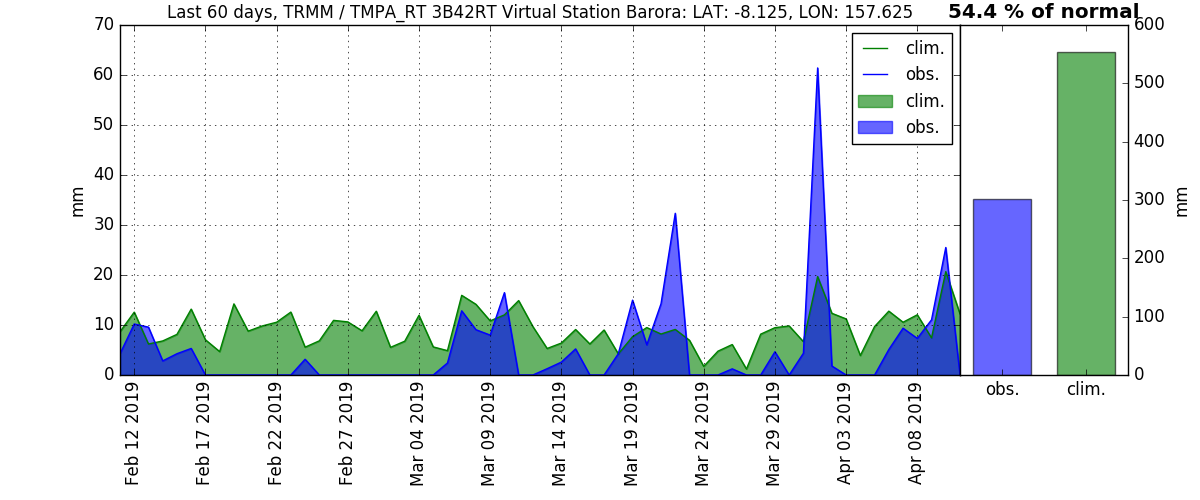 Last 60 days, TRMM / TMPA_RT 3B42RT Virtual Station Barora: LAT: -8.125, LON: 157.625
54.4 % of normal
70
60
50
40
30
20
10
0
mm
clim.
obs.
clim.
obs.
Feb 12 2019
Feb 17 2019
Feb 22 2019
Feb 27 2019
Mar 04 2019
Mar 09 2019
Mar 14 2019
Mar 19 2019
Mar 24 2019
Mar 29 2019
Apr 03 2019
Apr 08 2019
600
500
400
300
200
100
0
mm
obs.
clim.